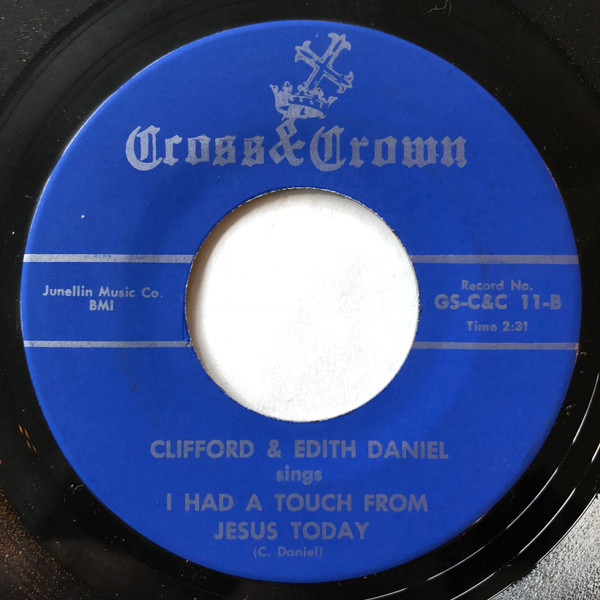 Cross&Crown
Junellin Music Co.
BMI
Record No.
GS-C&C 11-B
Time 2:31
CLIFFORD & EDITH DANIEL
sings
I HAD A TOUCH FROM
JESUS TODAY
(C. Daniel)